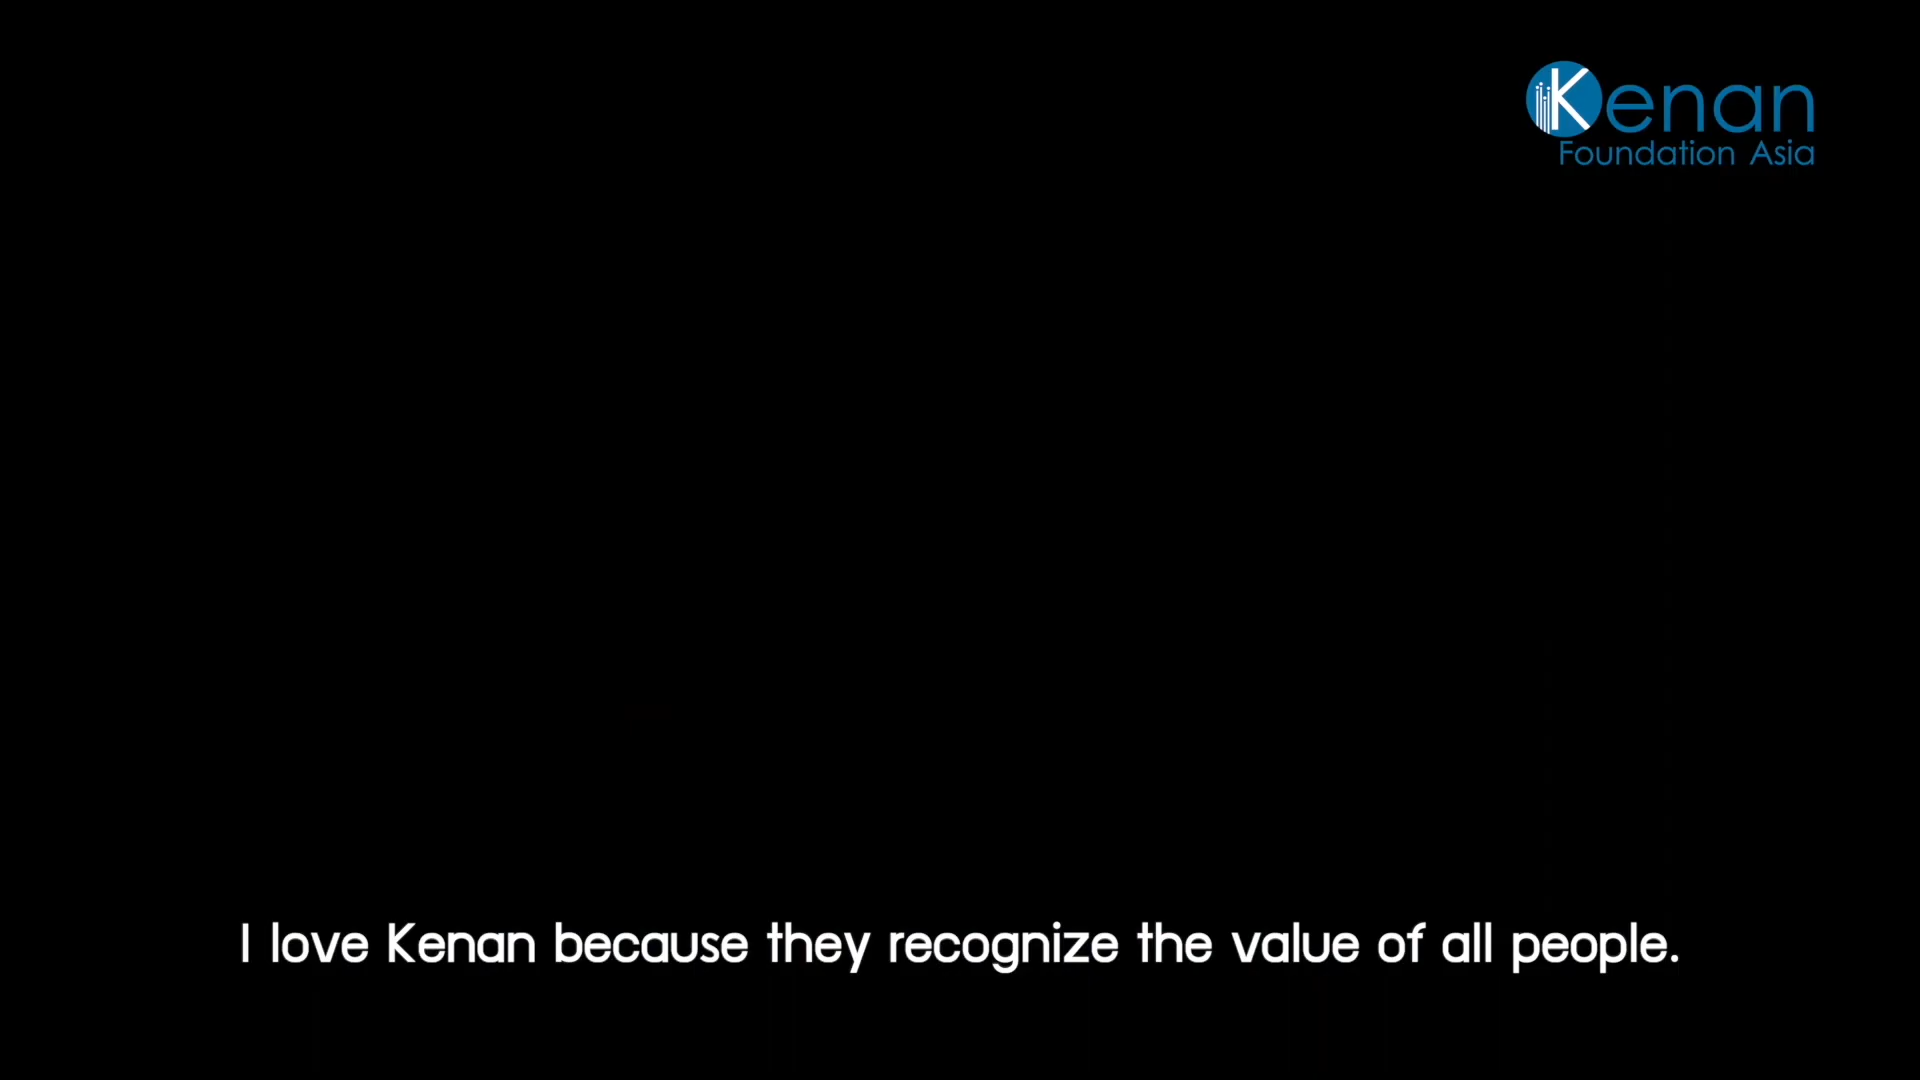 Kenan
Foundation Asia
I love Kenan because they recognize the value of all people.